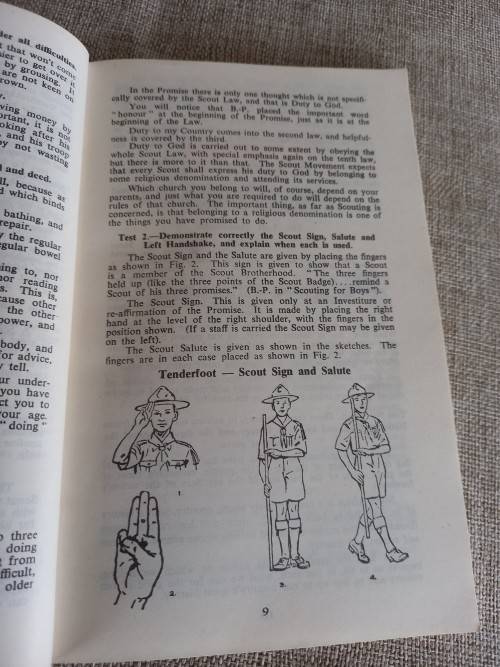 der all difficulties.
t that won't come
sier to get over it
by grousing. It
are not keen on
rown.
y.
ving money by
portant, it is not
oking after his
, and his troop
by not wasting
d and deed.
ll, because as
d which binds
bathing, and
repair.
y the regular
egular bowel
ning to, nor
nor reading
s. This is,
cause other
the other
power, and
body, and
for advice.
y tell.
ur under-
you have
ct you to
your age.
"doing"
o three
doing
t from
fficult,
older
In the Promise there is only one thought which is not specifi-
cally covered by the Scout Law, and that is Duty to God.
You will notice that B.-P. placed the important word
"honour" at the beginning of the Promise, just as it is at the
beginning of the Law.
Duty to my Country comes into the second law, and helpful-
ness is covered by the third.
Duty to God is carried out to some extent by obeying the
whole Scout Law, with special emphasis again on the tenth law,
but there is more to it than that. The Scout Movement expects
that every Scout shall express his duty to God by belonging to
some religious denomination and attending its services.
Which church you belong to will, of course, depend on your
parents, and just what you are required to do will depend on the
rules of that church. The important thing, as far as Scouting is
concerned, is that belonging to a religious denomination is one of
the things you have promised to do.
Test 2.—Demonstrate correctly the Scout Sign, Salute and
Left Handshake, and explain when each is used.
The Scout Sign and the Salute are given by placing the fingers
as shown in Fig. 2. This sign is given to show that a Scout
is a member of the Scout Brotherhood. "The three fingers
held up (like the three points of the Scout Badge)....remind a
Scout of his three promises." (B.-P. in "Scouting for Boys").
The Scout Sign. This is given only at an Investiture or
re-affirmation of the Promise. It is made by placing the right
hand at the level of the right shoulder, with the fingers in the
position shown. (If a staff is carried the Scout Sign may be given
on the left).
The Scout Salute is given as shown in the sketches. The
fingers are in each case placed as shown in Fig. 2.
Tenderfoot — Scout Sign and Salute
1.
2.
3.
4.
9